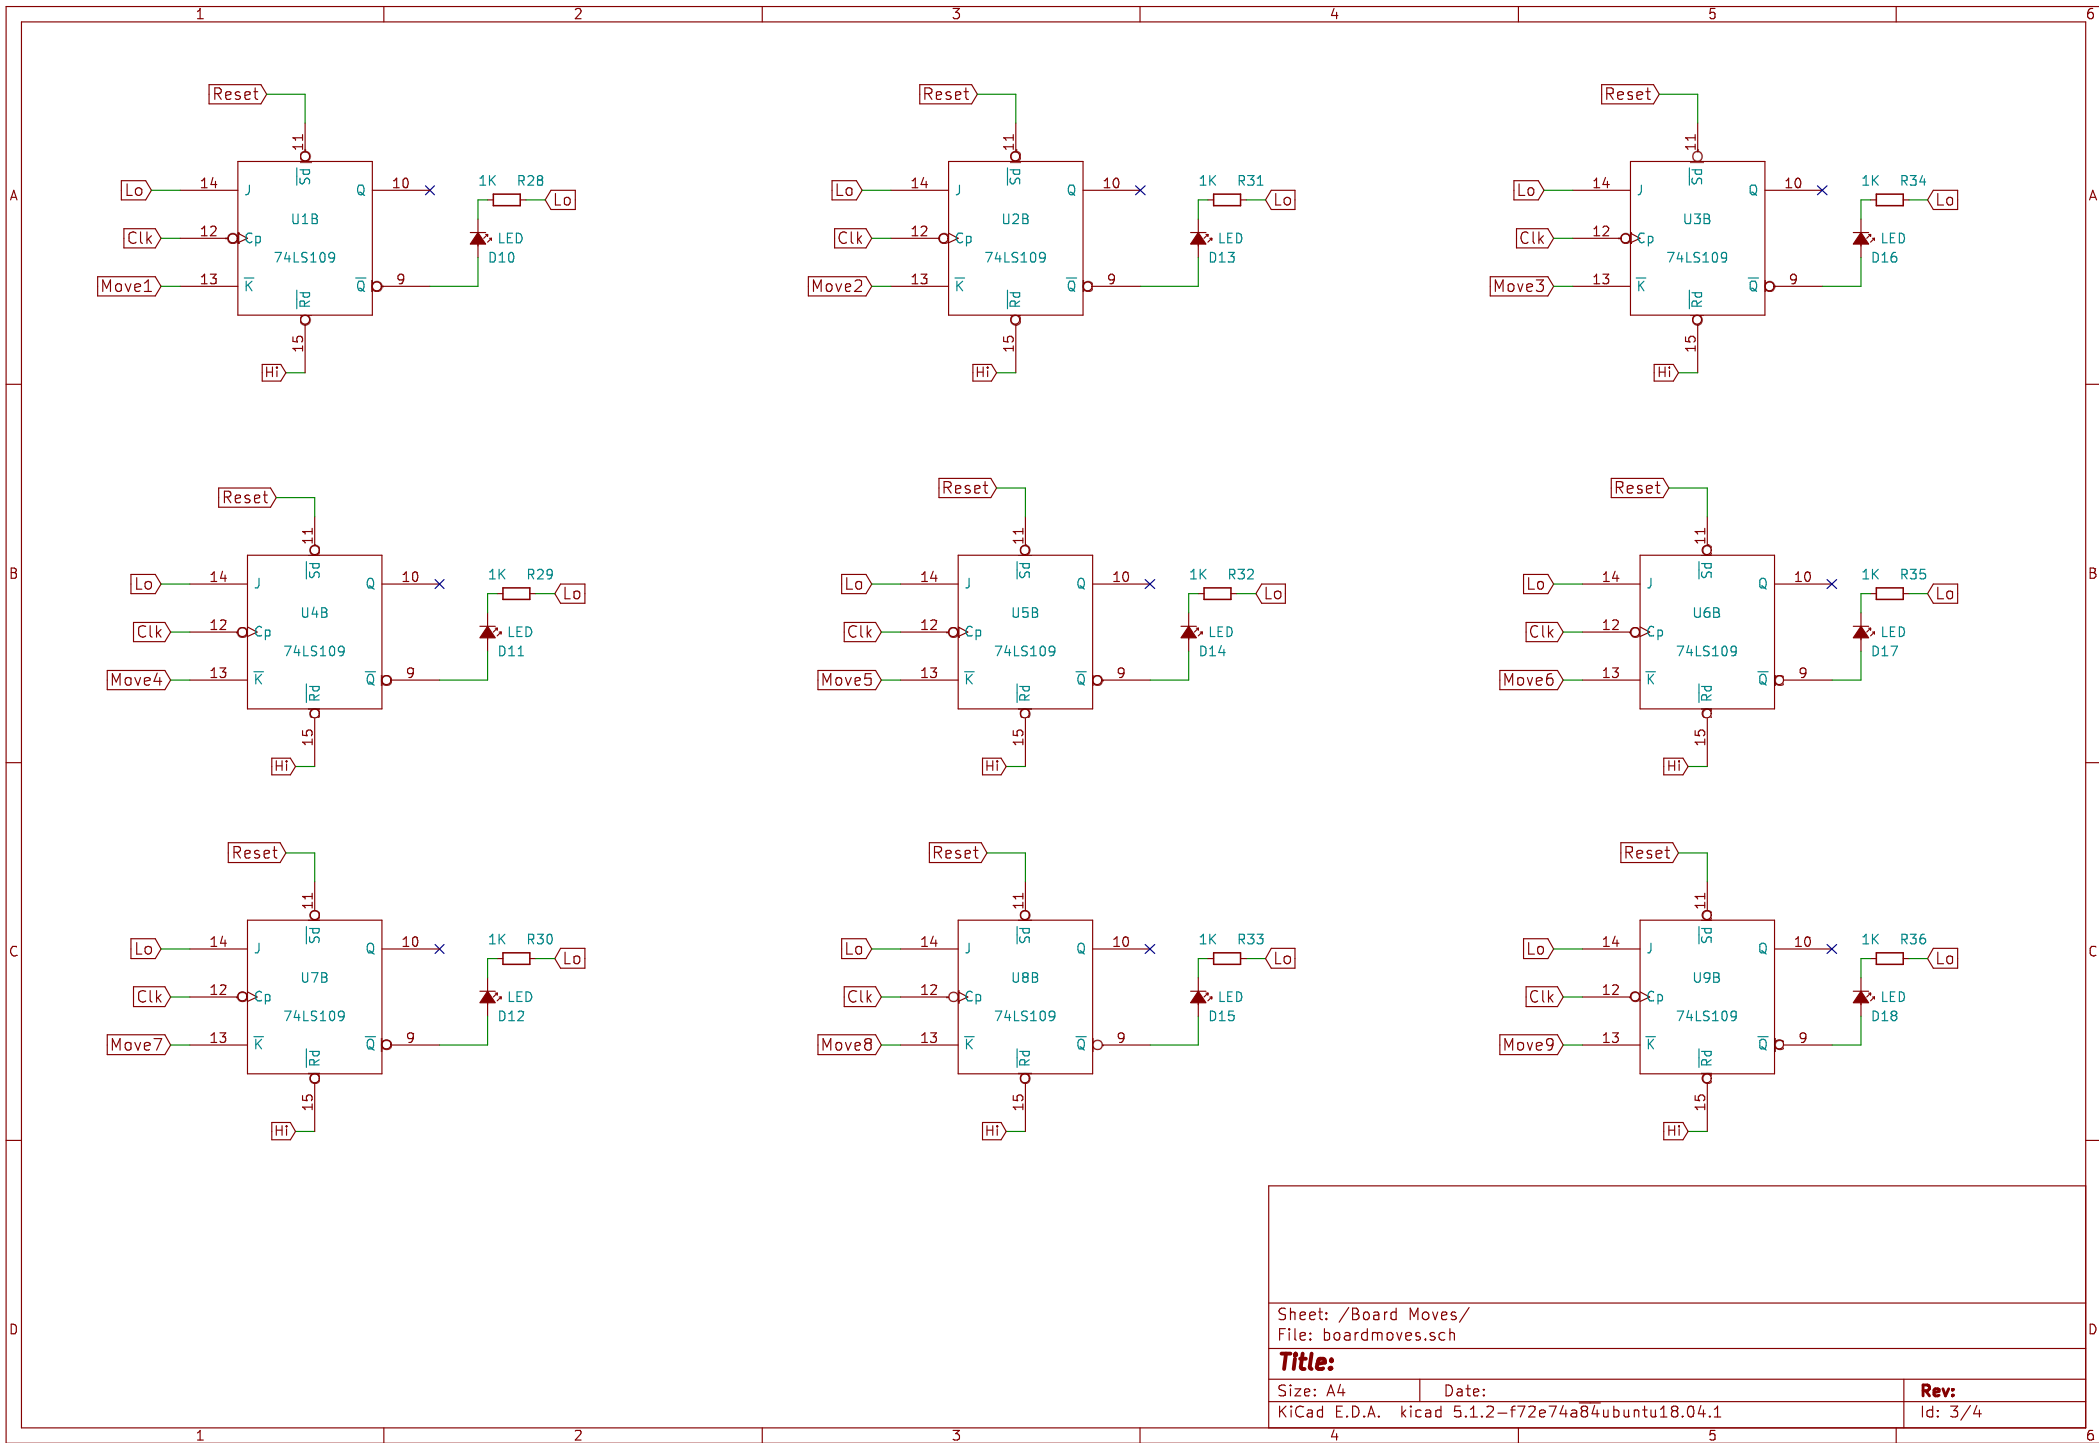 1 2 3 4 5 6
A A
B B
C C
D D
Reset
11
PS
Lo 14 J Q 10
1K R28 Lo
U1B
Clk 12 Cp
LED
74LS109
D10
Move1 13 K Q 9
Rd
15
Hi
Reset
11
PS
Lo 14 J Q 10
1K R31 Lo
U2B
Clk 12 Cp
LED
74LS109
D13
Move2 13 K Q 9
Rd
15
Hi
Reset
11
PS
Lo 14 J Q 10
1K R34 Lo
U3B
Clk 12 Cp
LED
74LS109
D16
Move3 13 K Q 9
Rd
15
Hi
Reset
11
PS
Lo 14 J Q 10
1K R29 Lo
U4B
Clk 12 Cp
LED
74LS109
D11
Move4 13 K Q 9
Rd
15
Hi
Reset
11
PS
Lo 14 J Q 10
1K R32 Lo
U5B
Clk 12 Cp
LED
74LS109
D14
Move5 13 K Q 9
Rd
15
Hi
Reset
11
PS
Lo 14 J Q 10
1K R35 Lo
U6B
Clk 12 Cp
LED
74LS109
D17
Move6 13 K Q 9
Rd
15
Hi
Reset
11
PS
Lo 14 J Q 10
1K R30 Lo
U7B
Clk 12 Cp
LED
74LS109
D12
Move7 13 K Q 9
Rd
15
Hi
Reset
11
PS
Lo 14 J Q 10
1K R33 Lo
U8B
Clk 12 Cp
LED
74LS109
D15
Move8 13 K Q 9
Rd
15
Hi
Reset
11
PS
Lo 14 J Q 10
1K R36 Lo
U9B
Clk 12 Cp
LED
74LS109
D18
Move9 13 K Q 9
Rd
15
Hi
Sheet: /Board Moves/
File: boardmoves.sch
Title:
Size: A4 Date: Rev:
KiCad E.D.A. kicad 5.1.2-f72e74a84ubuntu18.04.1 Id: 3/4
1 2 3 4 5 6